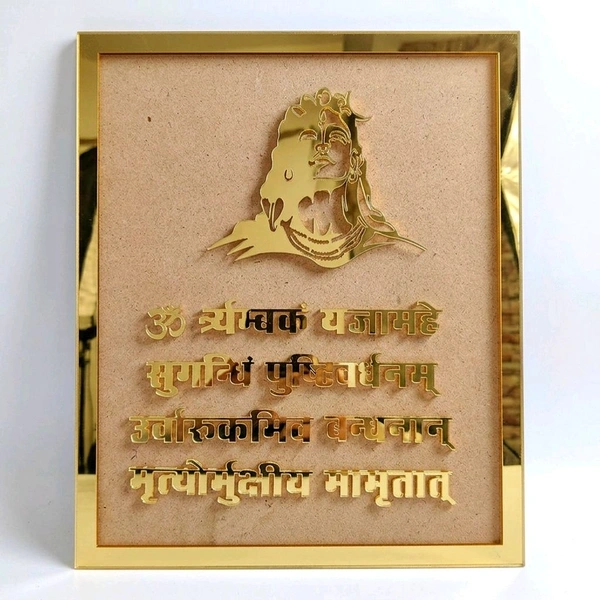 ॐ र्त्र्यम्बकं यजामहे
सुगन्धिं पुष्टिवर्धनम्
उर्वारुकमिव बन्धनान्
मृत्योर्मुक्षीय मामृतात्